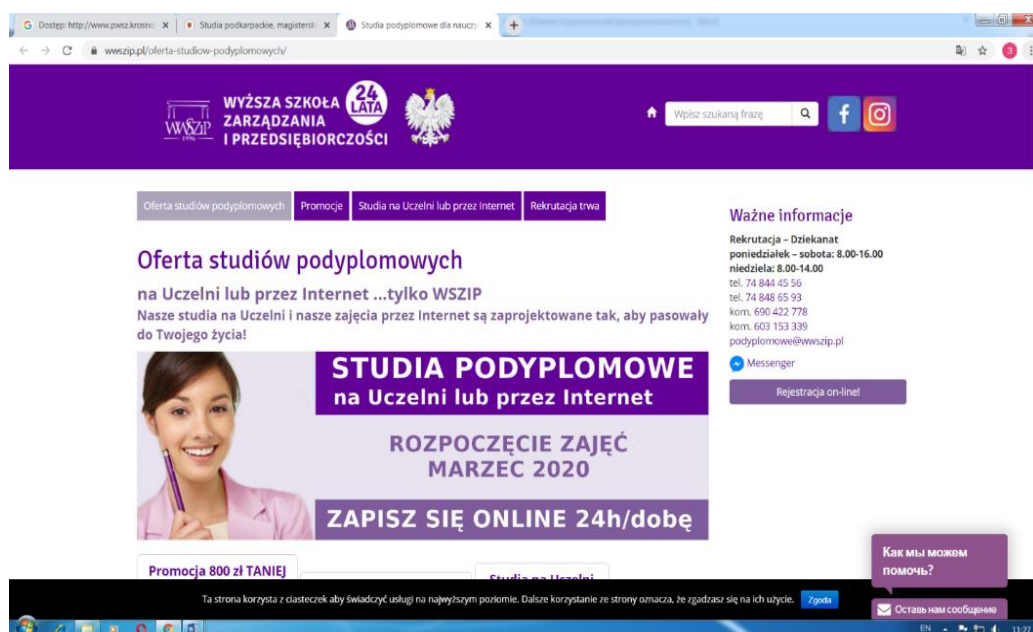 Dostęp: http://www.pwsz.krosno.
Studia podkarpackie, magistersk
Studia podyplomowe dla nauczy
wwszip.pl/oferta-studiow-podyplomowych/
3
WWSZIP
1996
WYŻSZA SZKOŁA
ZARZĄDZANIA
I PRZEDSIĘBIORCZOŚCI
24
LATA
Wpisz szukaną frazę
Oferta studiów podyplomowych
Promocje
Studia na Uczelni lub przez Internet
Rekrutacja trwa
Oferta studiów podyplomowych
na Uczelni lub przez Internet ...tylko WSZIP
Nasze studia na Uczelni i nasze zajęcia przez Internet są zaprojektowane tak, aby pasowały
do Twojego życia!
STUDIA PODYPLOMOWE
na Uczelni lub przez Internet
ROZPOCZĘCIE ZAJĘĆ
MARZEC 2020
ZAPISZ SIĘ ONLINE 24h/dobę
Ważne informacje
Rekrutacja – Dziekanat
poniedziałek – sobota: 8.00-16.00
niedziela: 8.00-14.00
tel. 74 844 45 56
tel. 74 848 65 93
kom. 690 422 778
kom. 603 153 339
podyplomowe@wwszip.pl
Messenger
Rejestracja on-line!
Promocja 800 zł TANIEJ
Studia na Uczelni
Как мы можем
помочь?
Ta strona korzysta z ciasteczek aby świadczyć usługi na najwyższym poziomie. Dalsze korzystanie ze strony oznacza, że zgadzasz się na ich użycie.
Zgoda
Оставь нам сообщение
EN
11:27